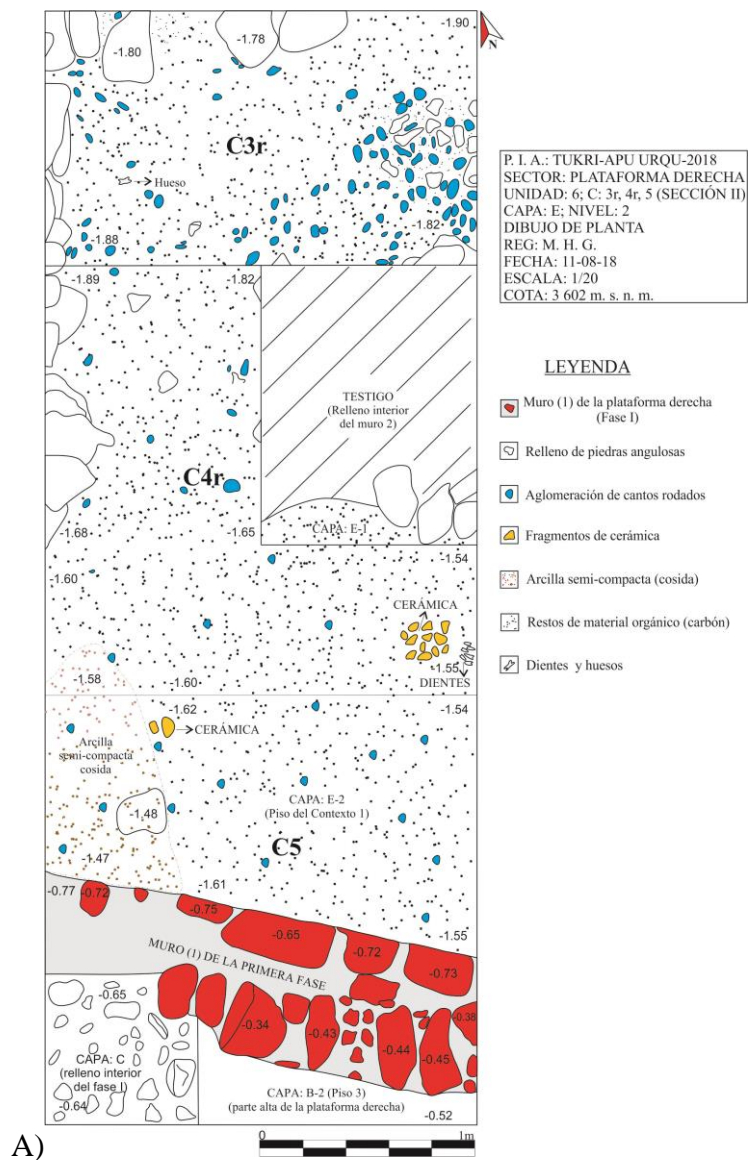 -1.90
-1.80
-1.78
N
C3r
Hueso
-1.88
-1.82
P. I. A.: TUKRI-APU URQU-2018
SECTOR: PLATAFORMA DERECHA
UNIDAD: 6; C: 3r, 4r, 5 (SECCIÓN II)
CAPA: E; NIVEL: 2
DIBUJO DE PLANTA
REG: M. H. G.
FECHA: 11-08-18
ESCALA: 1/20
COTA: 3 602 m. s. n. m.
-1.89
-1.82
TESTIGO
(Relleno interior
del muro 2)
C4r
-1.68
-1.65
CAPA: E-1
-1.54
-1.60
CERÁMICA
-1.55
DIENTES
-1.58
-1.60
LEYENDA
Muro (1) de la plataforma derecha
(Fase I)
Relleno de piedras angulosas
Aglomeración de cantos rodados
Fragmentos de cerámica
Arcilla semi-compacta (cosida)
Restos de material orgánico (carbón)
Dientes y huesos
-1.62
-1.54
CERÁMICA
Arcilla
semi-compacta
cosida
-1.48
CAPA: E-2
(Piso del Contexto 1)
C5
-1.47
-1.61
-1.55
-0.77
-0.72
-0.75
-0.65
-0.72
-0.73
MURO (1) DE LA PRIMERA FASE
-0.34
-0.43
-0.44
-0.45
-0.38
-0.65
CAPA: C
(relleno interior
del fase I)
-0.64
CAPA: B-2 (Piso 3)
(parte alta de la plataforma derecha)
-0.52
A)
0
1m